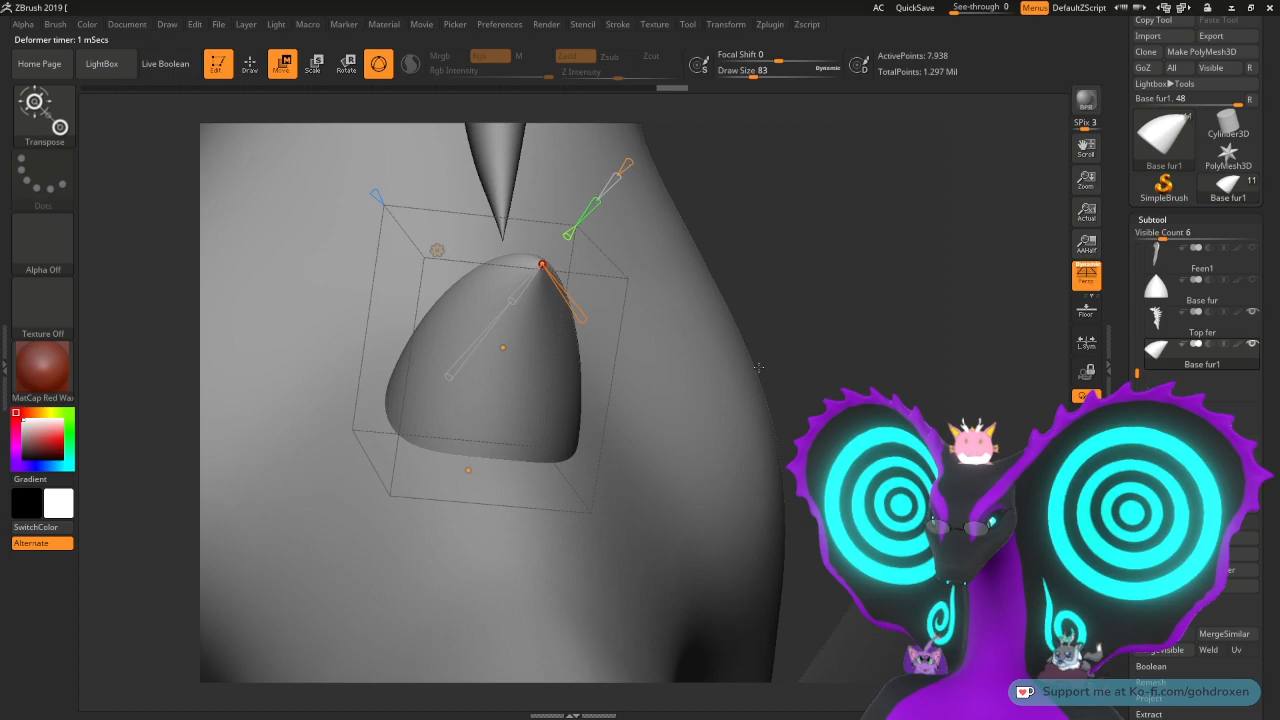 ZBrush 2019 [
AC QuickSave See-through 0 Menus DefaultZScript
Alpha Brush Color Document Draw Edit File Layer Light Macro Marker Material Movie Picker Preferences Render Stencil Stroke Texture Tool Transform Zplugin Zscript
Deformer timer: 1 mSecs
Home Page LightBox Live Boolean Edit Draw Move Scale Rotate
Mrgb Rgb M Zadd Zsub Zcut
Rgb Intensity Z Intensity
Focal Shift 0
Draw Size 83 Dynamic
S
D
ActivePoints: 7.938
TotalPoints: 1.297 Mil
Transpose
Dots
Alpha Off
Texture Off
MatCap Red Wax
Gradient
SwitchColor
Alternate
BPR
SPix 3
Scroll
Zoom
Actual
AAHalf
Dynamic
Persp
Floor
L.Sym
Copy Tool Paste Tool
Import Export
Clone Make PolyMesh3D
GoZ All Visible R
Lightbox▶Tools
Base fur1. 48 R
Base fur1
Cylinder3D
PolyMesh3D
SimpleBrush
11
Base fur1
Subtool
Visible Count 6
Feen1
Base fur
Top fer
Base fur1
MergeSimilar
MergeVisible Weld Uv
Boolean
Remesh
Project
Extract
Support me at Ko-fi.com/gohdroxen